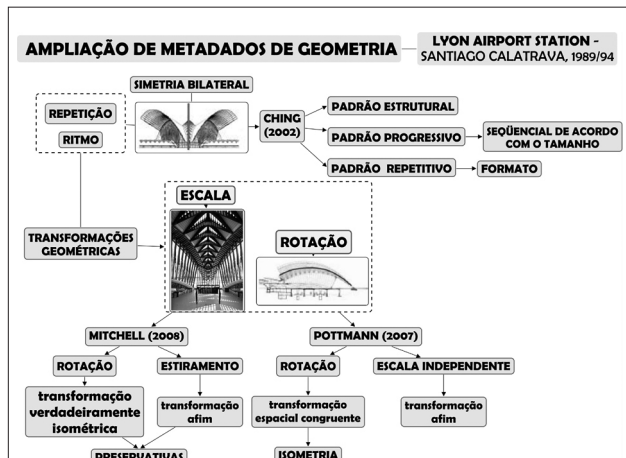 AMPLIAÇÃO DE METADADOS DE GEOMETRIA
LYON AIRPORT STATION -
SANTIAGO CALATRAVA, 1989/94
SIMETRIA BILATERAL
REPETIÇÃO
RITMO
CHING
(2002)
PADRÃO ESTRUTURAL
PADRÃO PROGRESSIVO
SEQÜENCIAL DE ACORDO
COM O TAMANHO
PADRÃO REPETITIVO
FORMATO
ESCALA
TRANSFORMAÇÕES
GEOMÉTRICAS
ROTAÇÃO
MITCHELL (2008)
POTTMANN (2007)
ROTAÇÃO
ESTIRAMENTO
ROTAÇÃO
ESCALA INDEPENDENTE
transformação
verdadeiramente
isométrica
transformação
afim
transformação
espacial congruente
transformação
afim
PRESERVATIVAS
ISOMETRIA